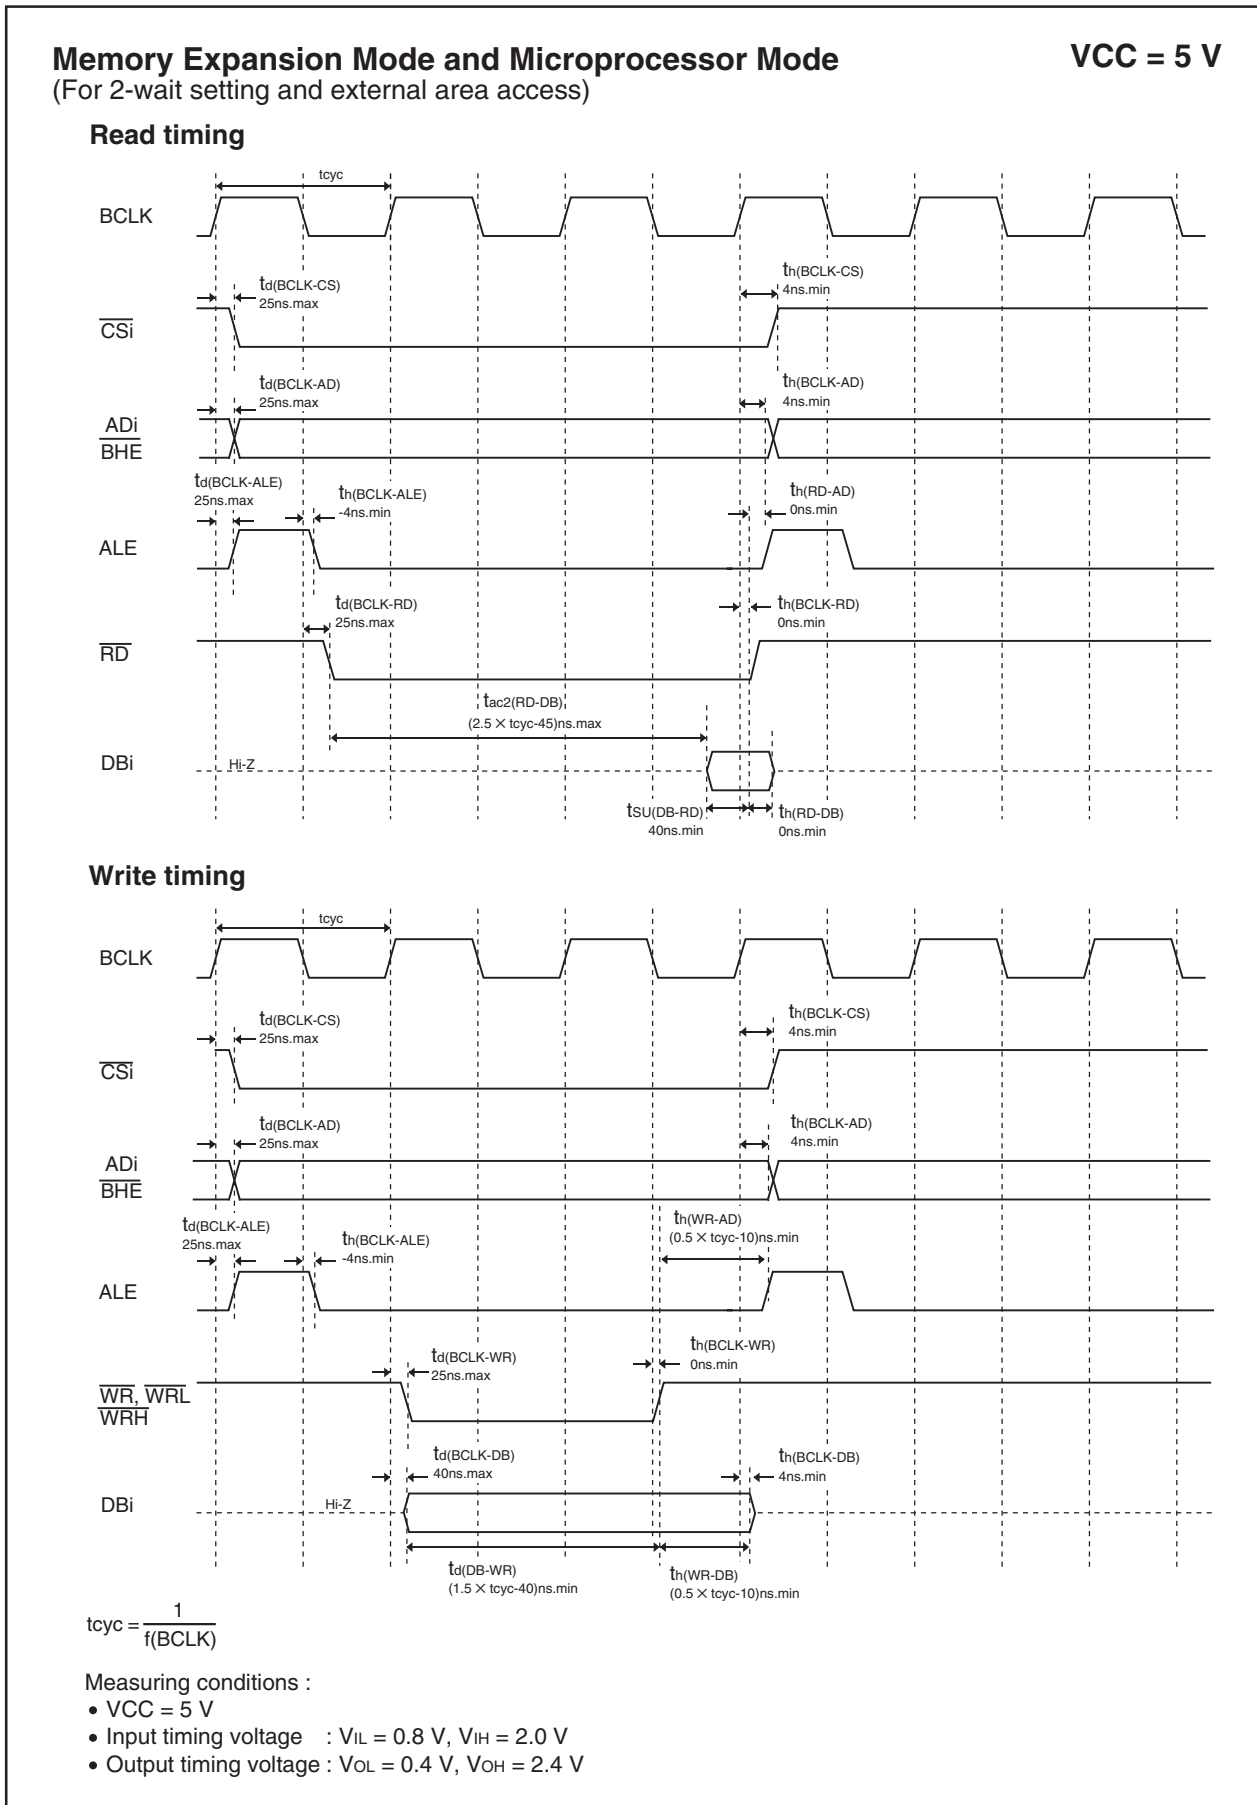 Memory Expansion Mode and Microprocessor Mode VCC = 5 V
(For 2-wait setting and external area access)
Read timing
tcyc
BCLK
td(BCLK-CS)
25ns.max
th(BCLK-CS)
4ns.min
CSi
td(BCLK-AD)
25ns.max
th(BCLK-AD)
4ns.min
ADi
BHE
td(BCLK-ALE)
25ns.max
th(BCLK-ALE)
-4ns.min
th(RD-AD)
0ns.min
ALE
td(BCLK-RD)
25ns.max
th(BCLK-RD)
0ns.min
RD
tac2(RD-DB)
(2.5 × tcyc-45)ns.max
DBi
Hi-Z
tSU(DB-RD)
40ns.min
th(RD-DB)
0ns.min
Write timing
tcyc
BCLK
td(BCLK-CS)
25ns.max
th(BCLK-CS)
4ns.min
CSi
td(BCLK-AD)
25ns.max
th(BCLK-AD)
4ns.min
ADi
BHE
td(BCLK-ALE)
25ns.max
th(BCLK-ALE)
-4ns.min
th(WR-AD)
(0.5 × tcyc-10)ns.min
ALE
td(BCLK-WR)
25ns.max
th(BCLK-WR)
0ns.min
WR, WRL
WRH
td(BCLK-DB)
40ns.max
th(BCLK-DB)
4ns.min
DBi
Hi-Z
td(DB-WR)
(1.5 × tcyc-40)ns.min
th(WR-DB)
(0.5 × tcyc-10)ns.min
tcyc = 1
f(BCLK)
Measuring conditions :
• VCC = 5 V
• Input timing voltage : VIL = 0.8 V, VIH = 2.0 V
• Output timing voltage : VOL = 0.4 V, VOH = 2.4 V